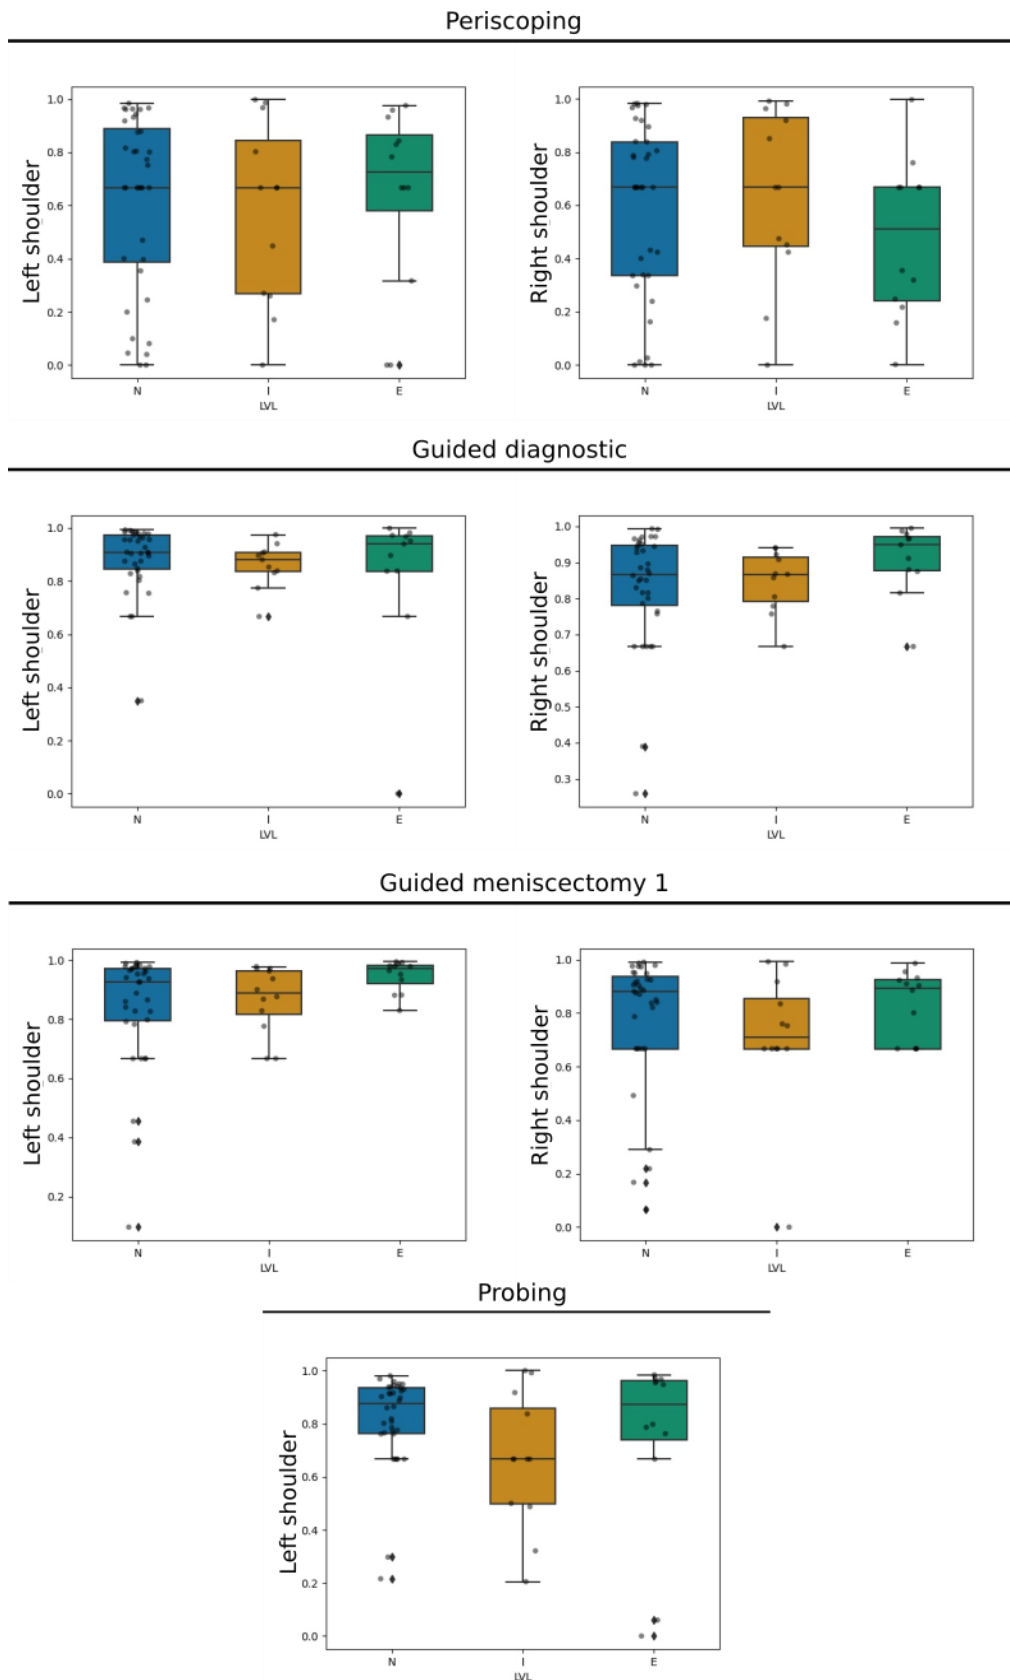 Periscoping
Left shoulder
1.0
0.8
0.6
0.4
0.2
0.0
N I E
LVL
Right shoulder
1.0
0.8
0.6
0.4
0.2
0.0
N I E
LVL
Guided diagnostic
Left shoulder
1.0
0.8
0.6
0.4
0.2
0.0
N I E
LVL
Right shoulder
1.0
0.9
0.8
0.7
0.6
0.5
0.4
0.3
N I E
LVL
Guided meniscectomy 1
Left shoulder
1.0
0.8
0.6
0.4
0.2
N I E
LVL
Right shoulder
1.0
0.8
0.6
0.4
0.2
0.0
N I E
LVL
Probing
Left shoulder
1.0
0.8
0.6
0.4
0.2
0.0
N I E
LVL